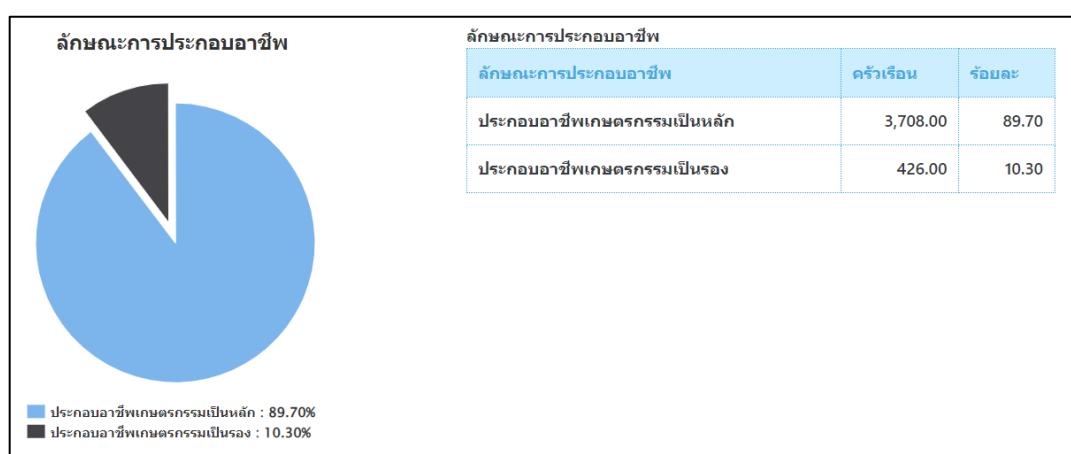 ลักษณะการประกอบอาชีพ
ประกอบอาชีพเกษตรกรรมเป็นหลัก : 89.70%
ประกอบอาชีพเกษตรกรรมเป็นรอง : 10.30%
ลักษณะการประกอบอาชีพ
ลักษณะการประกอบอาชีพ ครัวเรือน ร้อยละ
ประกอบอาชีพเกษตรกรรมเป็นหลัก 3,708.00 89.70
ประกอบอาชีพเกษตรกรรมเป็นรอง 426.00 10.30